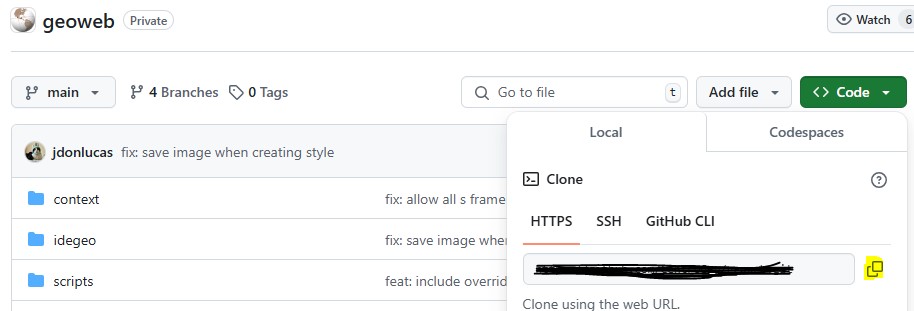 geoweb Private
Watch 6
main 4 Branches 0 Tags
Go to file t
Add file
Code
jdonlucas fix: save image when creating style
context fix: allow all s frame
idegeo fix: save image whe
scripts feat: include overrid
Local Codespaces
Clone
HTTPS SSH GitHub CLI
Clone using the web URL.